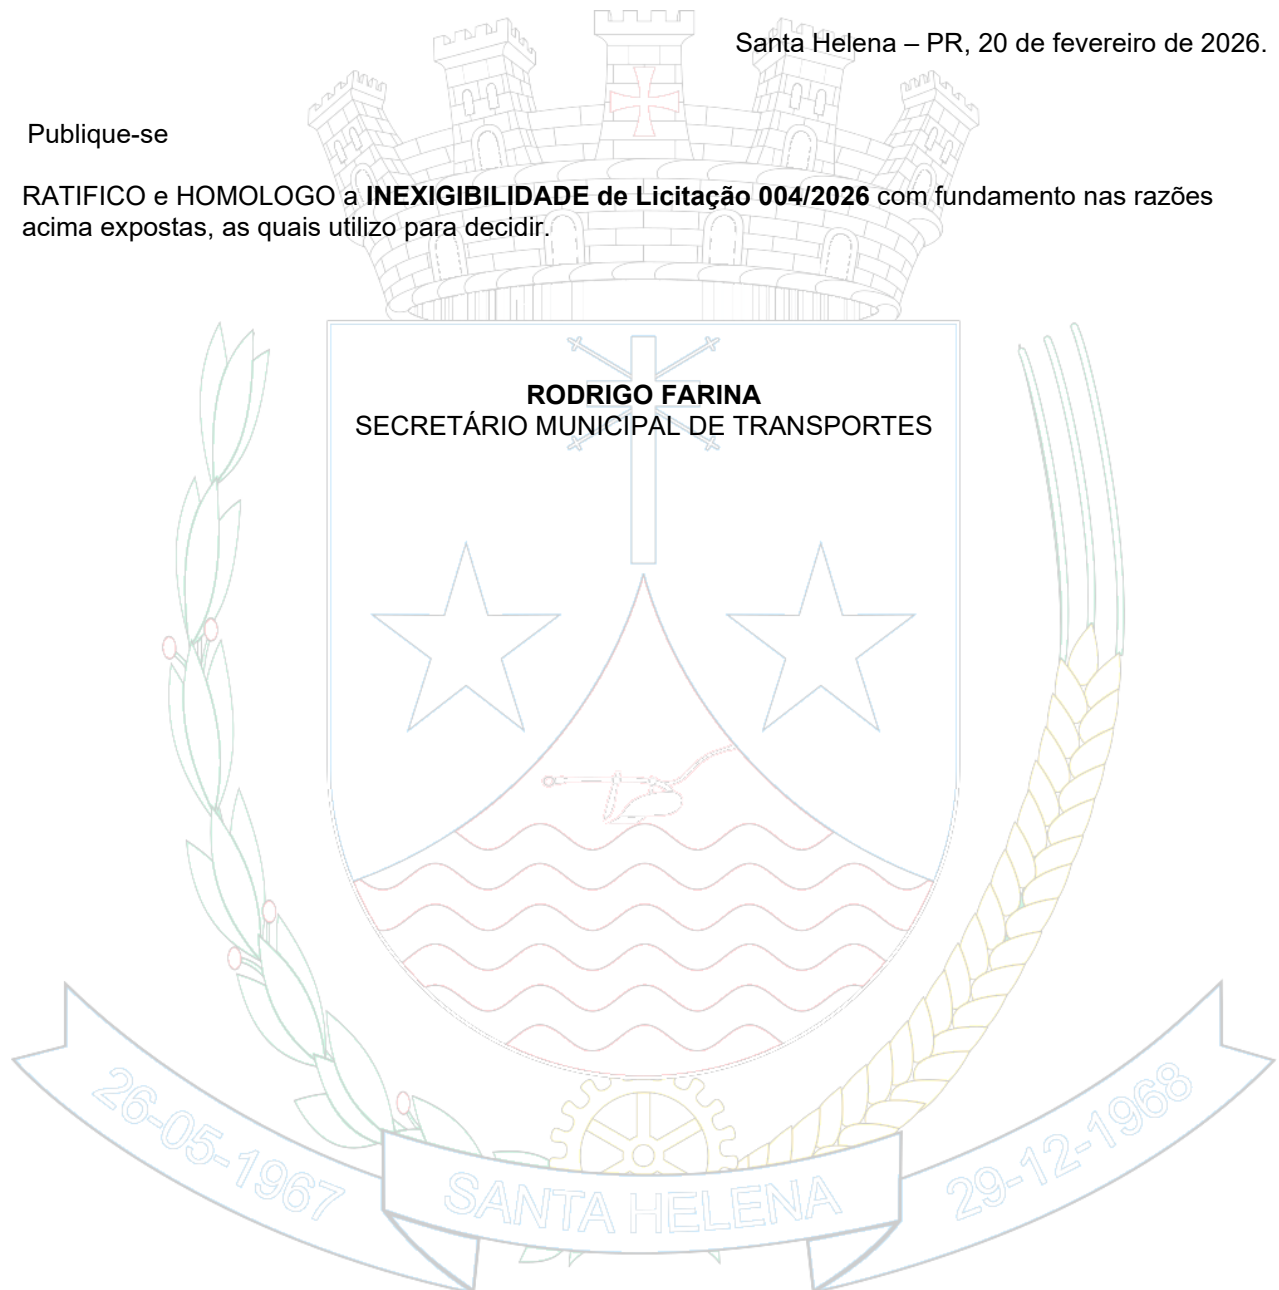 Santa Helena – PR, 20 de fevereiro de 2026.
Publique-se
RATIFICO e HOMOLOGO a INEXIGIBILIDADE de Licitação 004/2026 com fundamento nas razões
acima expostas, as quais utilizo para decidir.
RODRIGO FARINA
SECRETÁRIO MUNICIPAL DE TRANSPORTES
26-05-1967
SANTA HELENA
29-12-1968